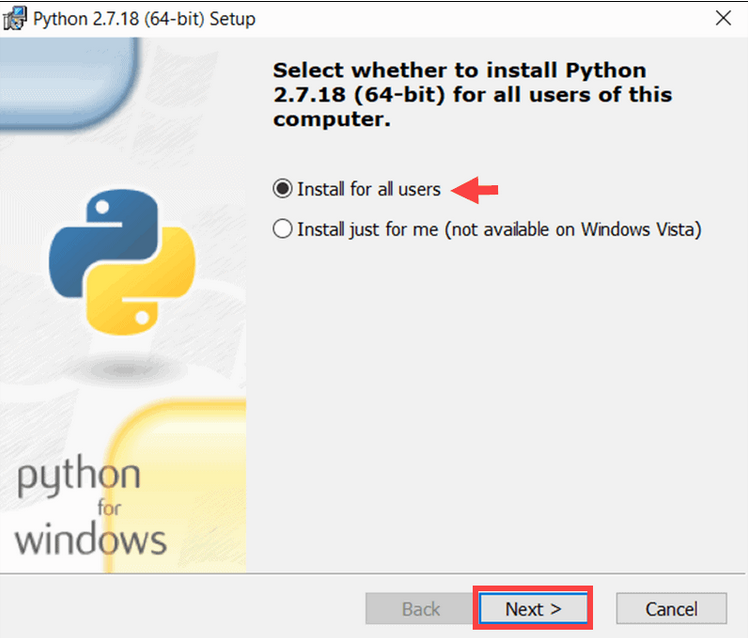 Python 2.7.18 (64-bit) Setup
Select whether to install Python
2.7.18 (64-bit) for all users of this
computer.
Install for all users
Install just for me (not available on Windows Vista)
python
for
windows
Back
Next >
Cancel